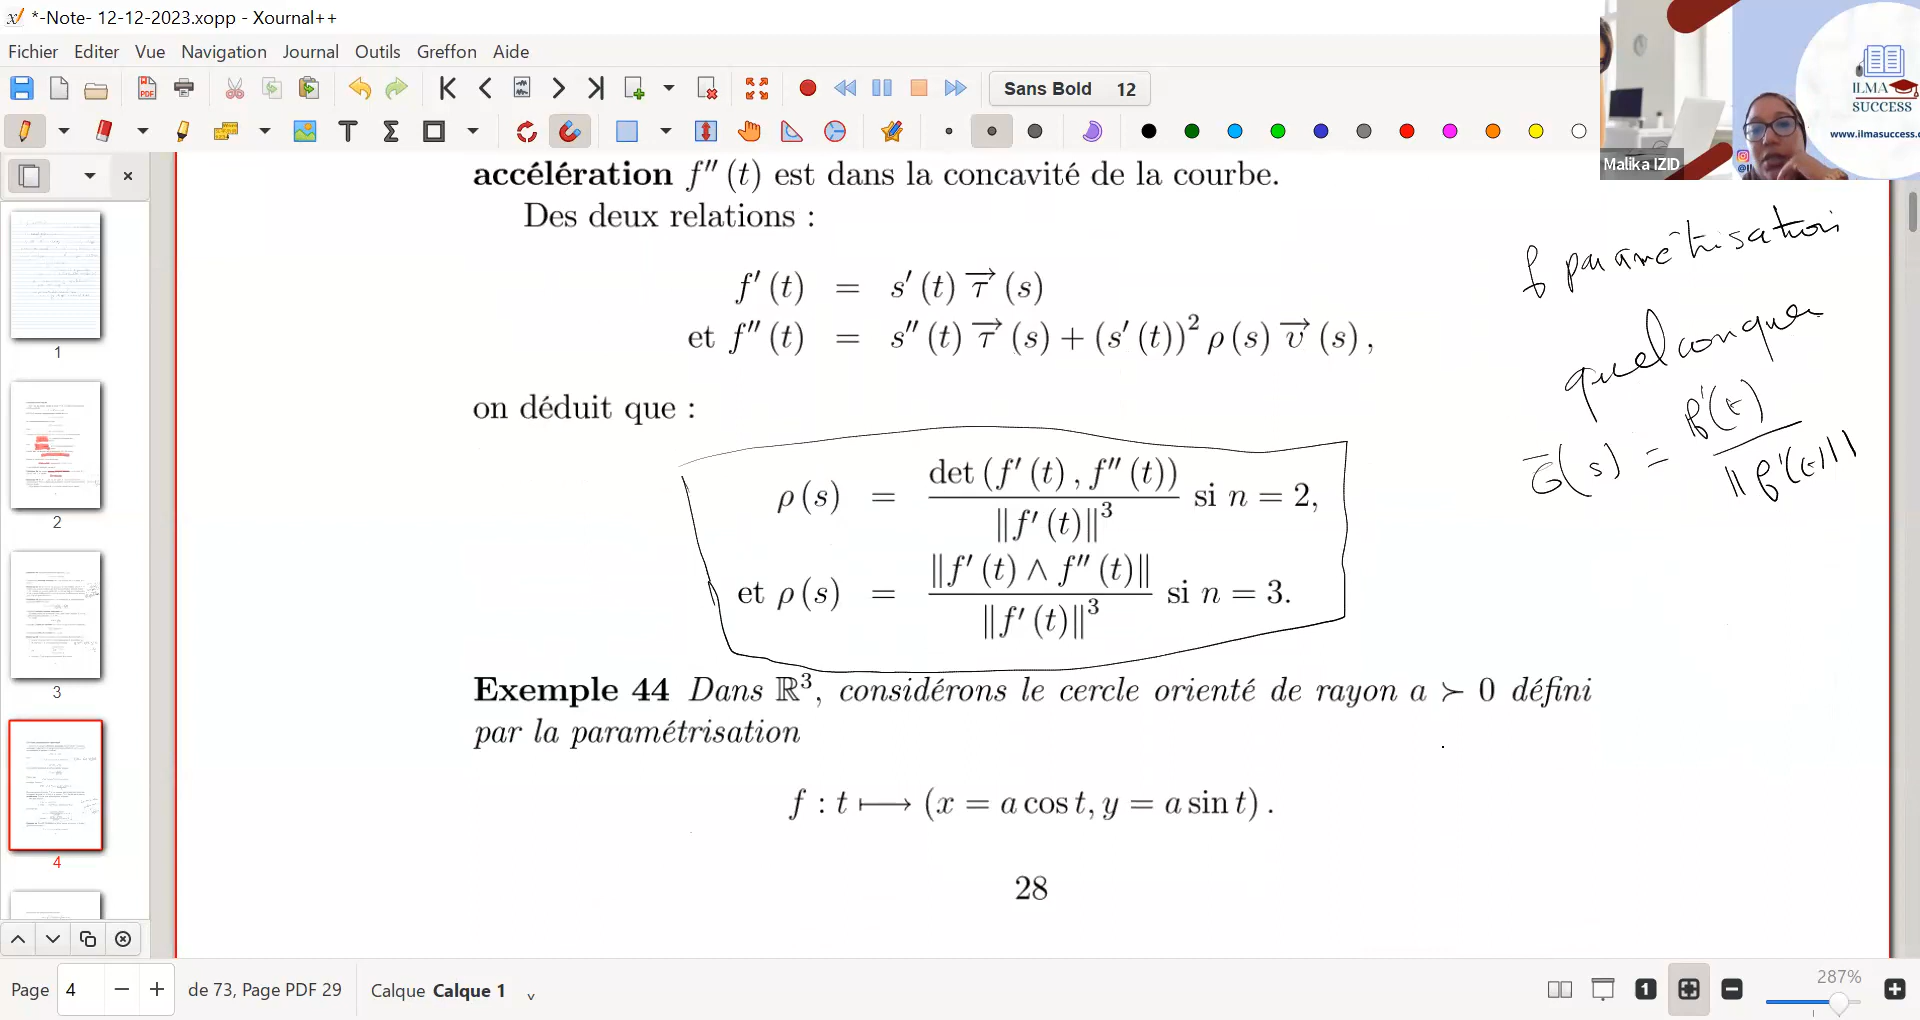 *-Note- 12-12-2023.xopp - Xournal++
Fichier Editer Vue Navigation Journal Outils Greffon Aide
Sans Bold 12
ILMA
SUCCESS
Malika IZID
accélération f″ (t) est dans la concavité de la courbe.
Des deux relations :
f′ (t) = s′ (t) τ⃗ (s)
et f″ (t) = s″ (t) τ⃗ (s) + (s′ (t))² ρ (s) υ⃗ (s) ,
on déduit que :
ρ (s) = det (f′ (t) , f″ (t)) / ‖f′ (t)‖³ si n = 2,
et ρ (s) = ‖f′ (t) ∧ f″ (t)‖ / ‖f′ (t)‖³ si n = 3.
Exemple 44 Dans ℝ³, considérons le cercle orienté de rayon a ≻ 0 défini
par la paramétrisation
f : t ⟼ (x = a cos t, y = a sin t) .
28
f paramétrisation
quelconque
τ⃗(s) = f'(t) / ||f'(t)||
1
2
3
4
Page 4 de 73, Page PDF 29 Calque Calque 1
287%